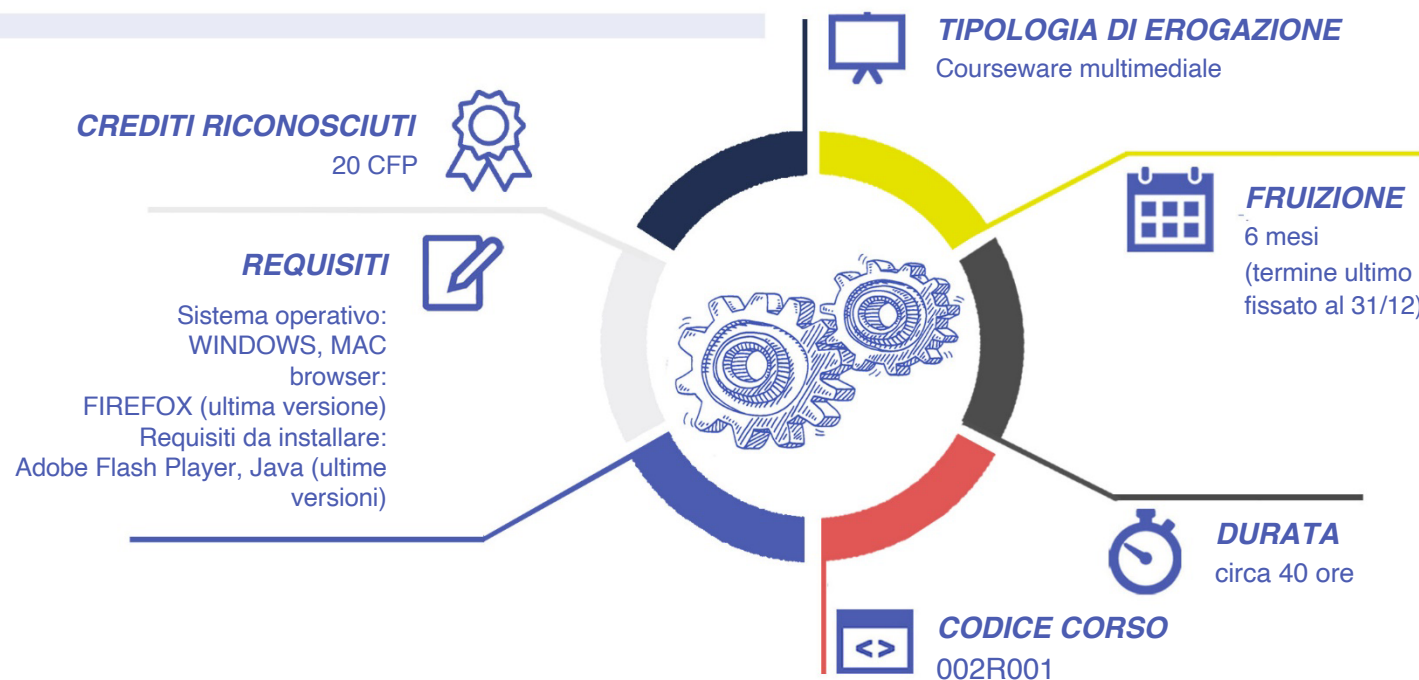 TIPOLOGIA DI EROGAZIONE
Courseware multimediale
CREDITI RICONOSCIUTI
20 CFP
FRUIZIONE
6 mesi
(termine ultimo
fissato al 31/12)
REQUISITI
Sistema operativo:
WINDOWS, MAC
browser:
FIREFOX (ultima versione)
Requisiti da installare:
Adobe Flash Player, Java (ultime
versioni)
DURATA
circa 40 ore
<>
CODICE CORSO
002R001